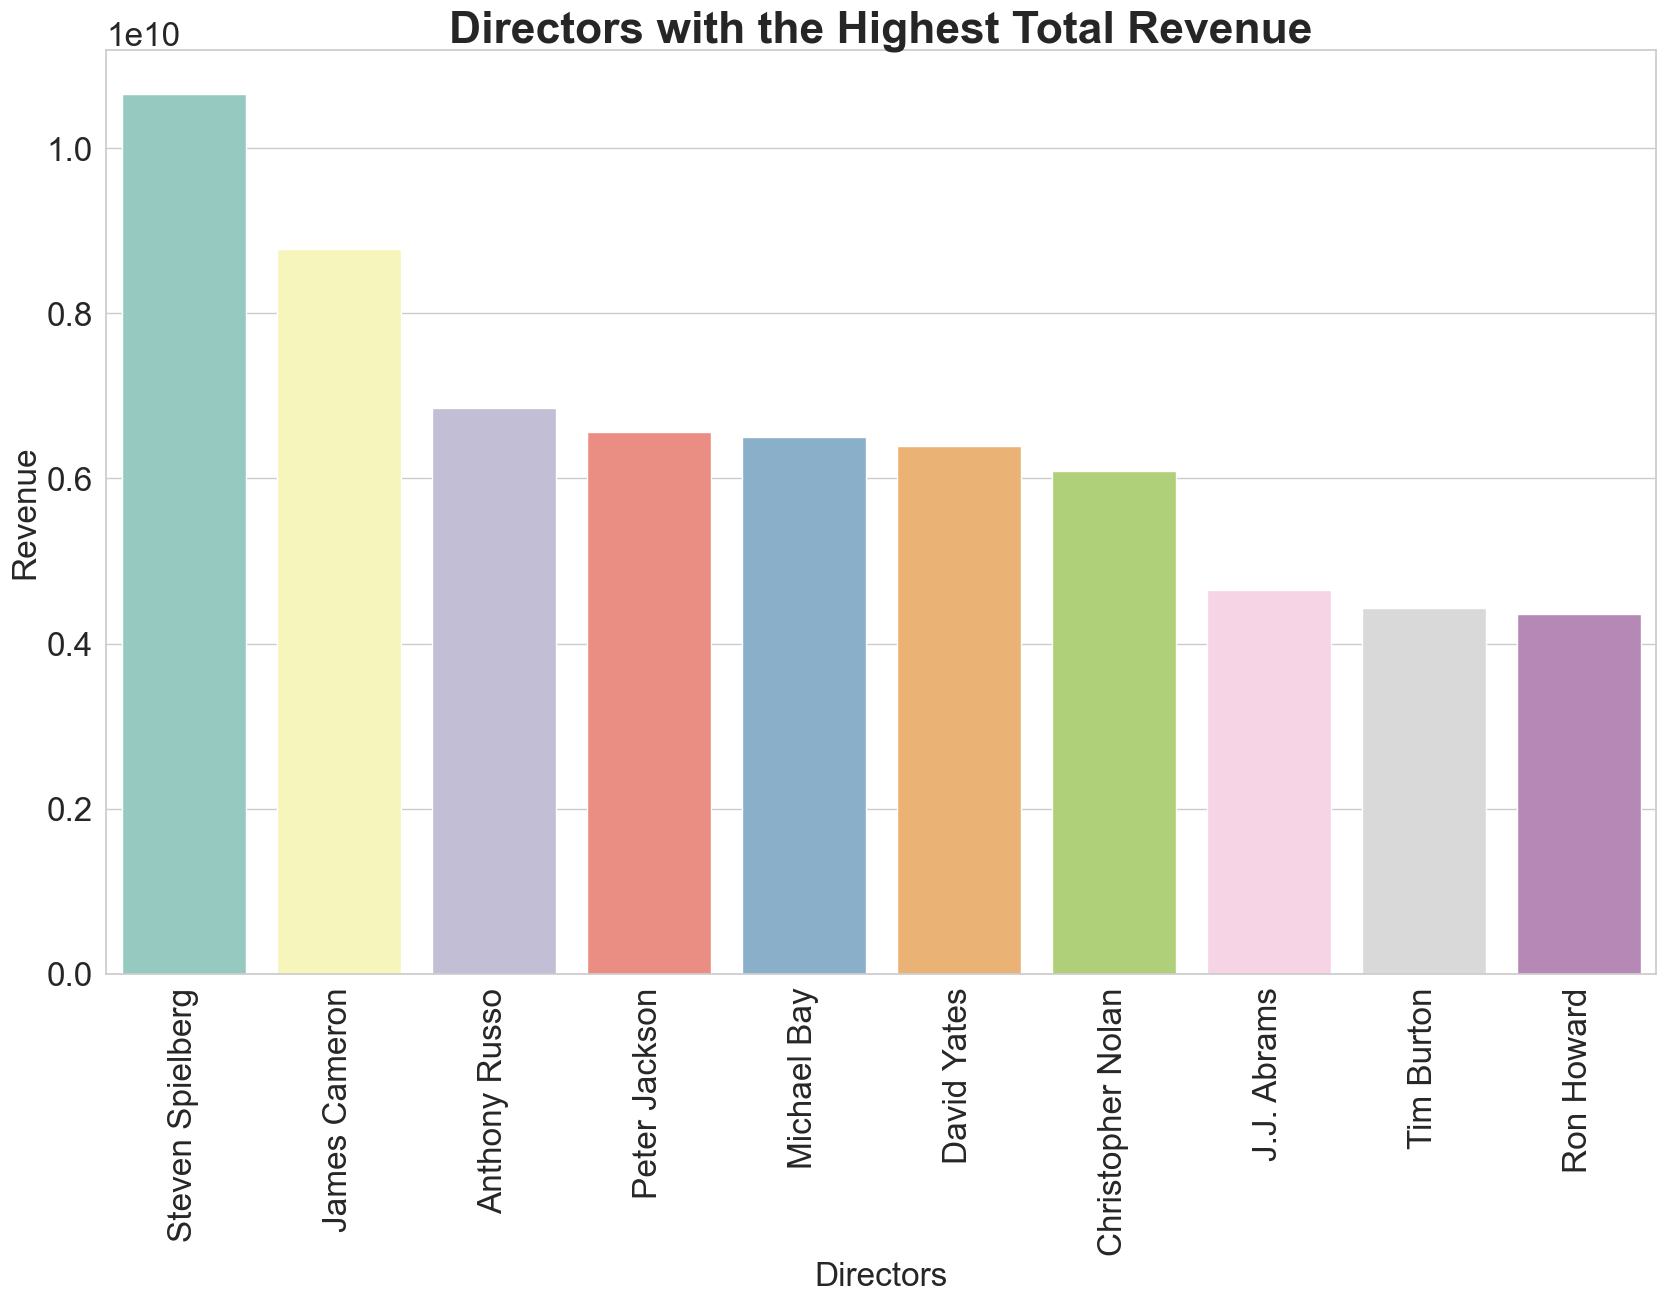 Directors with the Highest Total Revenue
1e10
1.0
0.8
0.6
0.4
0.2
0.0
Revenue
Steven Spielberg
James Cameron
Anthony Russo
Peter Jackson
Michael Bay
David Yates
Christopher Nolan
J.J. Abrams
Tim Burton
Ron Howard
Directors